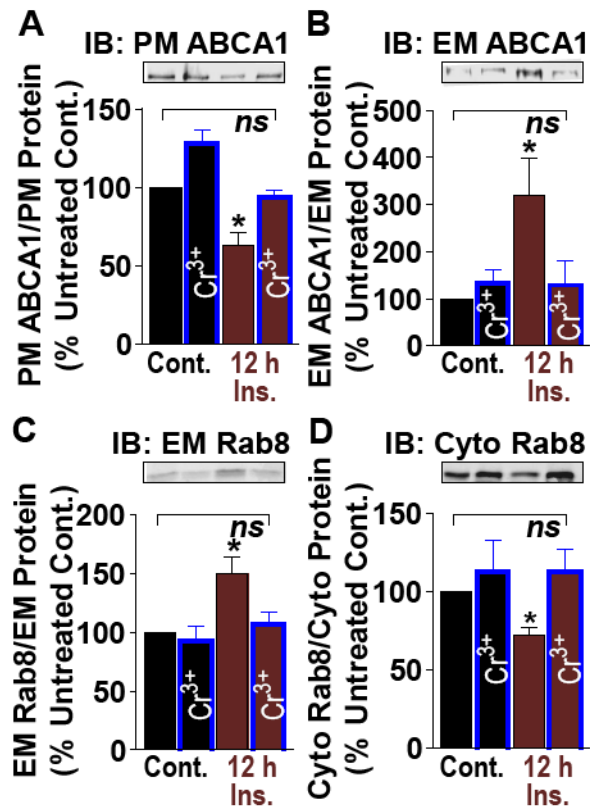 A
IB: PM ABCA1
PM ABCA1/PM Protein
(% Untreated Cont.)
150
100
50
0
ns
*
Cr3+
Cr3+
Cont.
12 h
Ins.
B
IB: EM ABCA1
EM ABCA1/EM Protein
(% Untreated Cont.)
500
400
300
200
100
0
ns
*
Cr3+
Cr3+
Cont.
12 h
Ins.
C
IB: EM Rab8
EM Rab8/EM Protein
(% Untreated Cont.)
200
150
100
50
0
ns
*
Cr3+
Cr3+
Cont.
12 h
Ins.
D
IB: Cyto Rab8
Cyto Rab8/Cyto Protein
(% Untreated Cont.)
150
100
50
0
ns
*
Cr3+
Cr3+
Cont.
12 h
Ins.